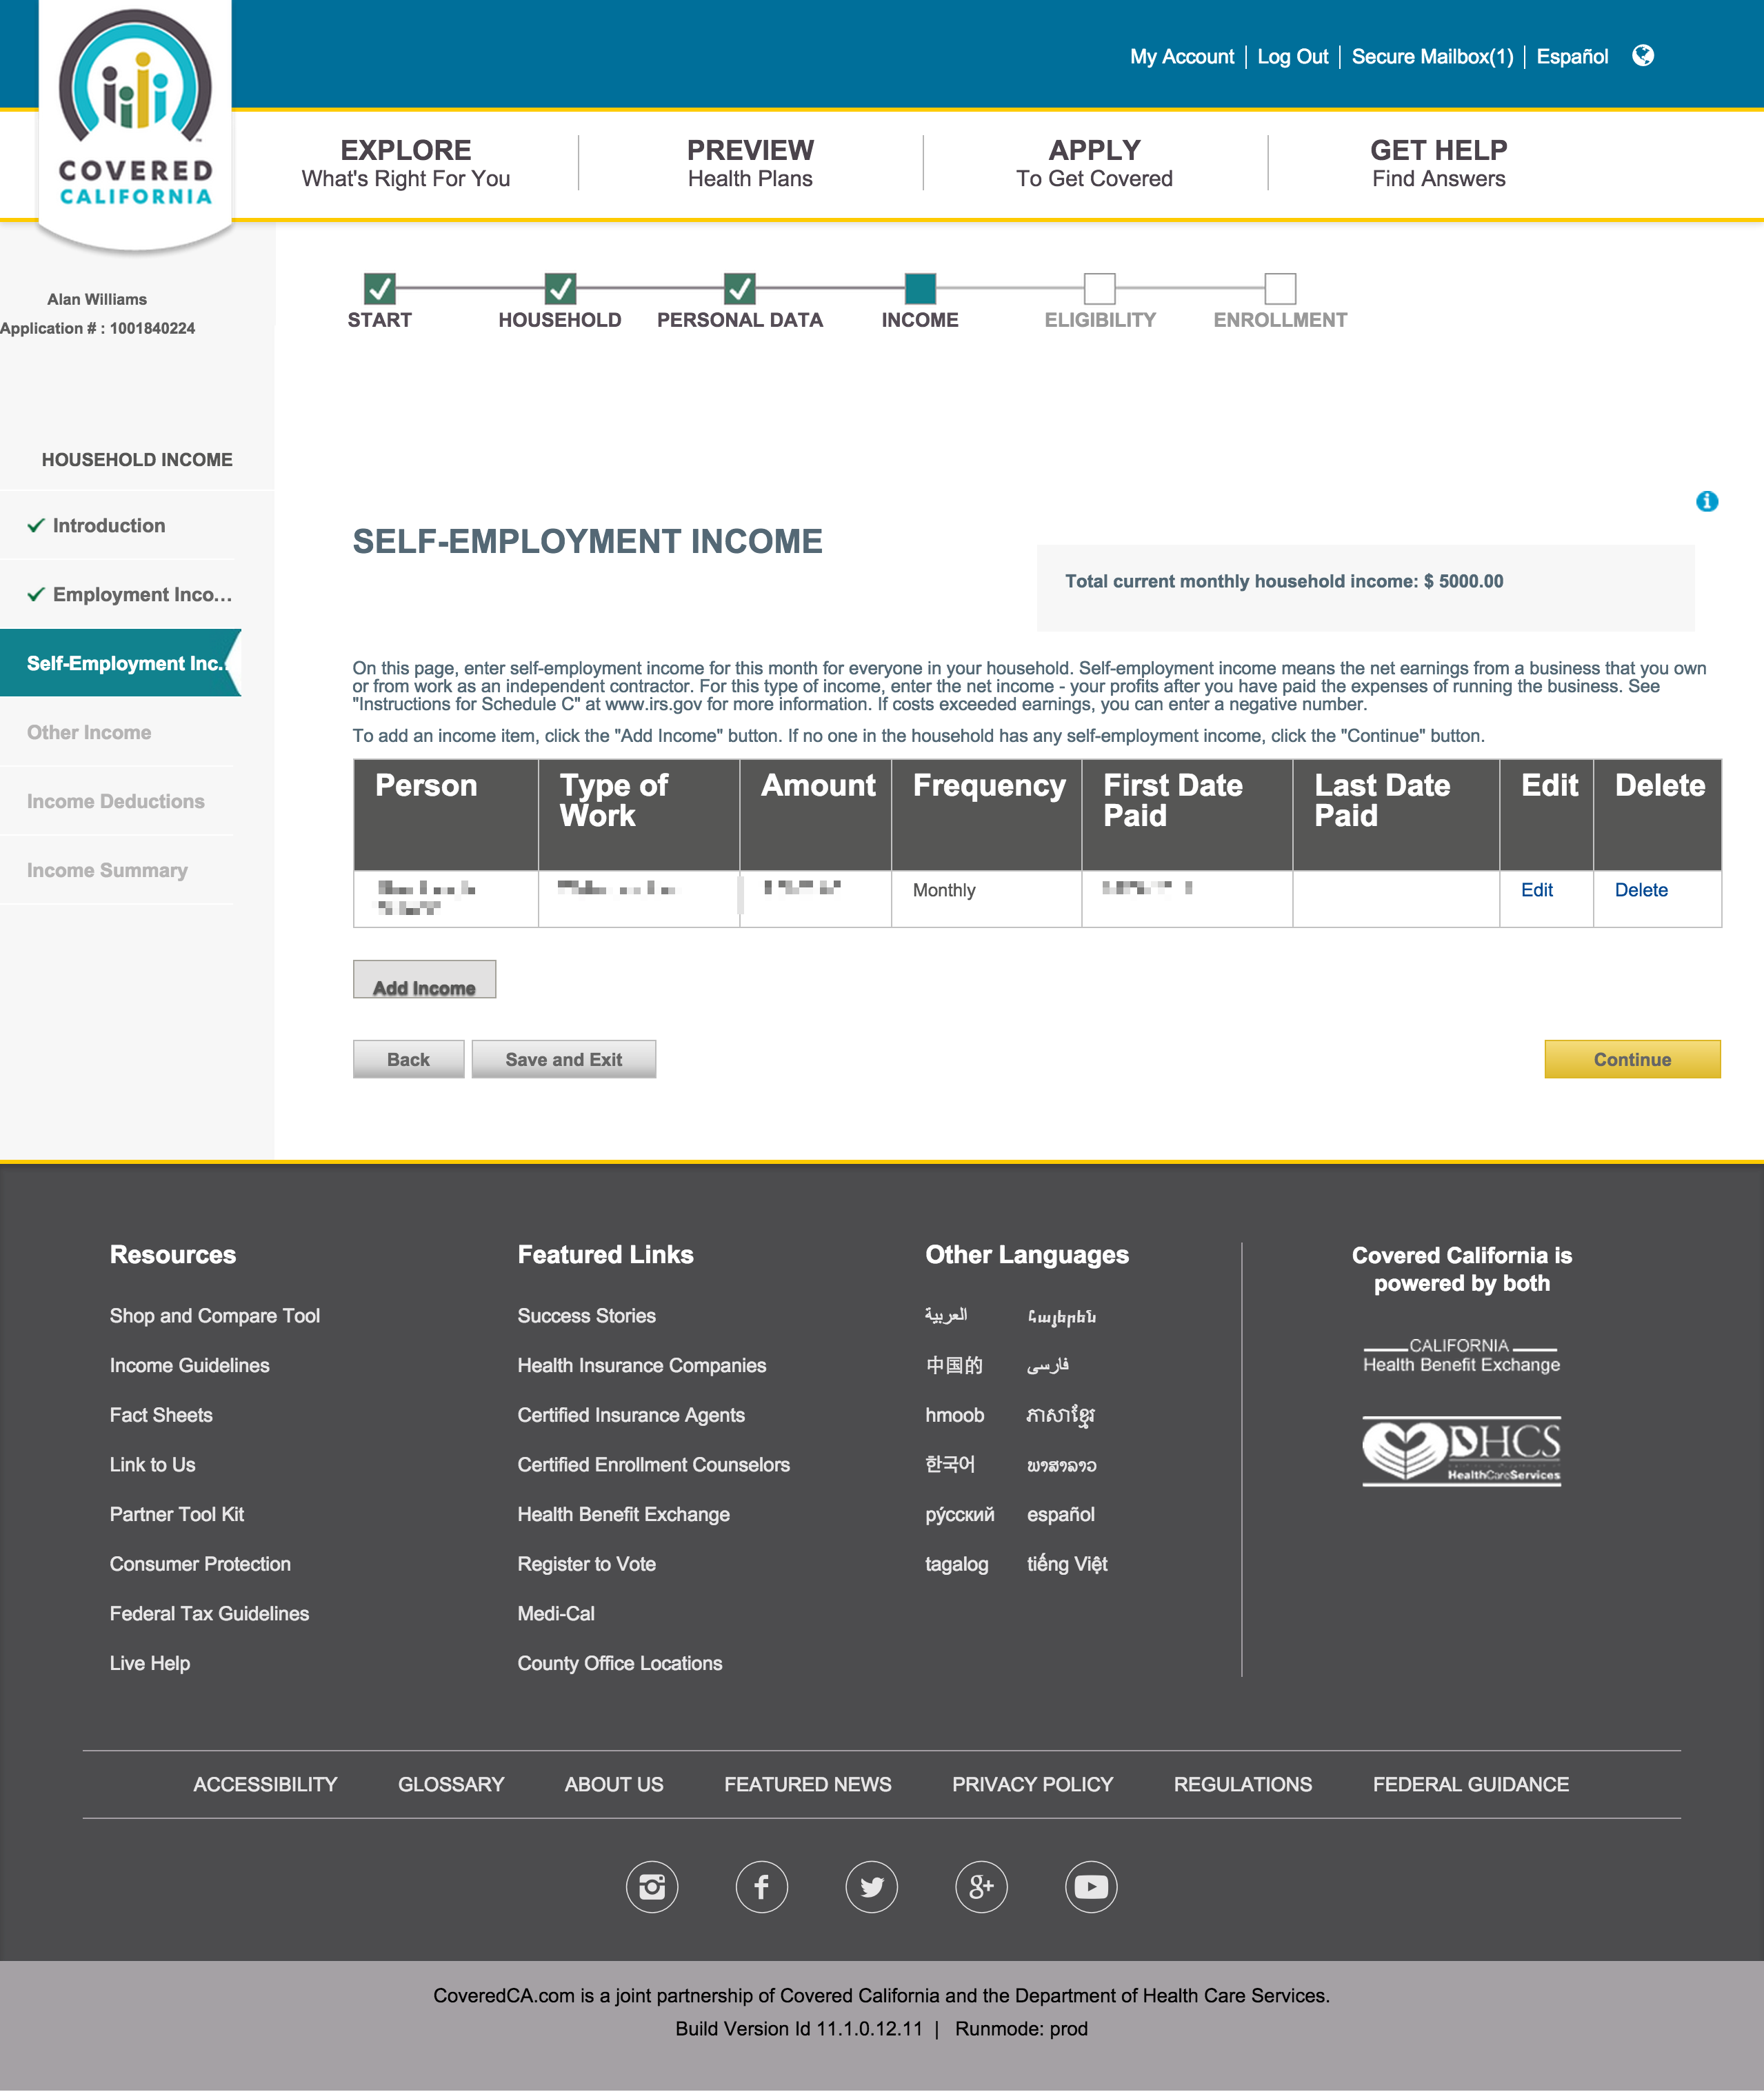 My Account | Log Out | Secure Mailbox(1) | Español
COVERED
CALIFORNIA
EXPLORE
What's Right For You
PREVIEW
Health Plans
APPLY
To Get Covered
GET HELP
Find Answers
Alan Williams
Application # : 1001840224
START
HOUSEHOLD
PERSONAL DATA
INCOME
ELIGIBILITY
ENROLLMENT
HOUSEHOLD INCOME
Introduction
Employment Inco...
Self-Employment Inc..
Other Income
Income Deductions
Income Summary
SELF-EMPLOYMENT INCOME
Total current monthly household income: $ 5000.00
On this page, enter self-employment income for this month for everyone in your household. Self-employment income means the net earnings from a business that you own
or from work as an independent contractor. For this type of income, enter the net income - your profits after you have paid the expenses of running the business. See
"Instructions for Schedule C" at www.irs.gov for more information. If costs exceeded earnings, you can enter a negative number.
To add an income item, click the "Add Income" button. If no one in the household has any self-employment income, click the "Continue" button.
Person
Type of
Work
Amount
Frequency
First Date
Paid
Last Date
Paid
Edit
Delete
Monthly
Edit
Delete
Add Income
Back
Save and Exit
Continue
Resources
Shop and Compare Tool
Income Guidelines
Fact Sheets
Link to Us
Partner Tool Kit
Consumer Protection
Federal Tax Guidelines
Live Help
Featured Links
Success Stories
Health Insurance Companies
Certified Insurance Agents
Certified Enrollment Counselors
Health Benefit Exchange
Register to Vote
Medi-Cal
County Office Locations
Other Languages
العربية
Հայերեն
中国的
فارسی
hmoob
ភាសាខ្មែរ
한국어
ພາສາລາວ
ру́сский
español
tagalog
tiếng Việt
Covered California is
powered by both
CALIFORNIA
Health Benefit Exchange
DHCS
HealthCareServices
ACCESSIBILITY
GLOSSARY
ABOUT US
FEATURED NEWS
PRIVACY POLICY
REGULATIONS
FEDERAL GUIDANCE
CoveredCA.com is a joint partnership of Covered California and the Department of Health Care Services.
Build Version Id 11.1.0.12.11 | Runmode: prod